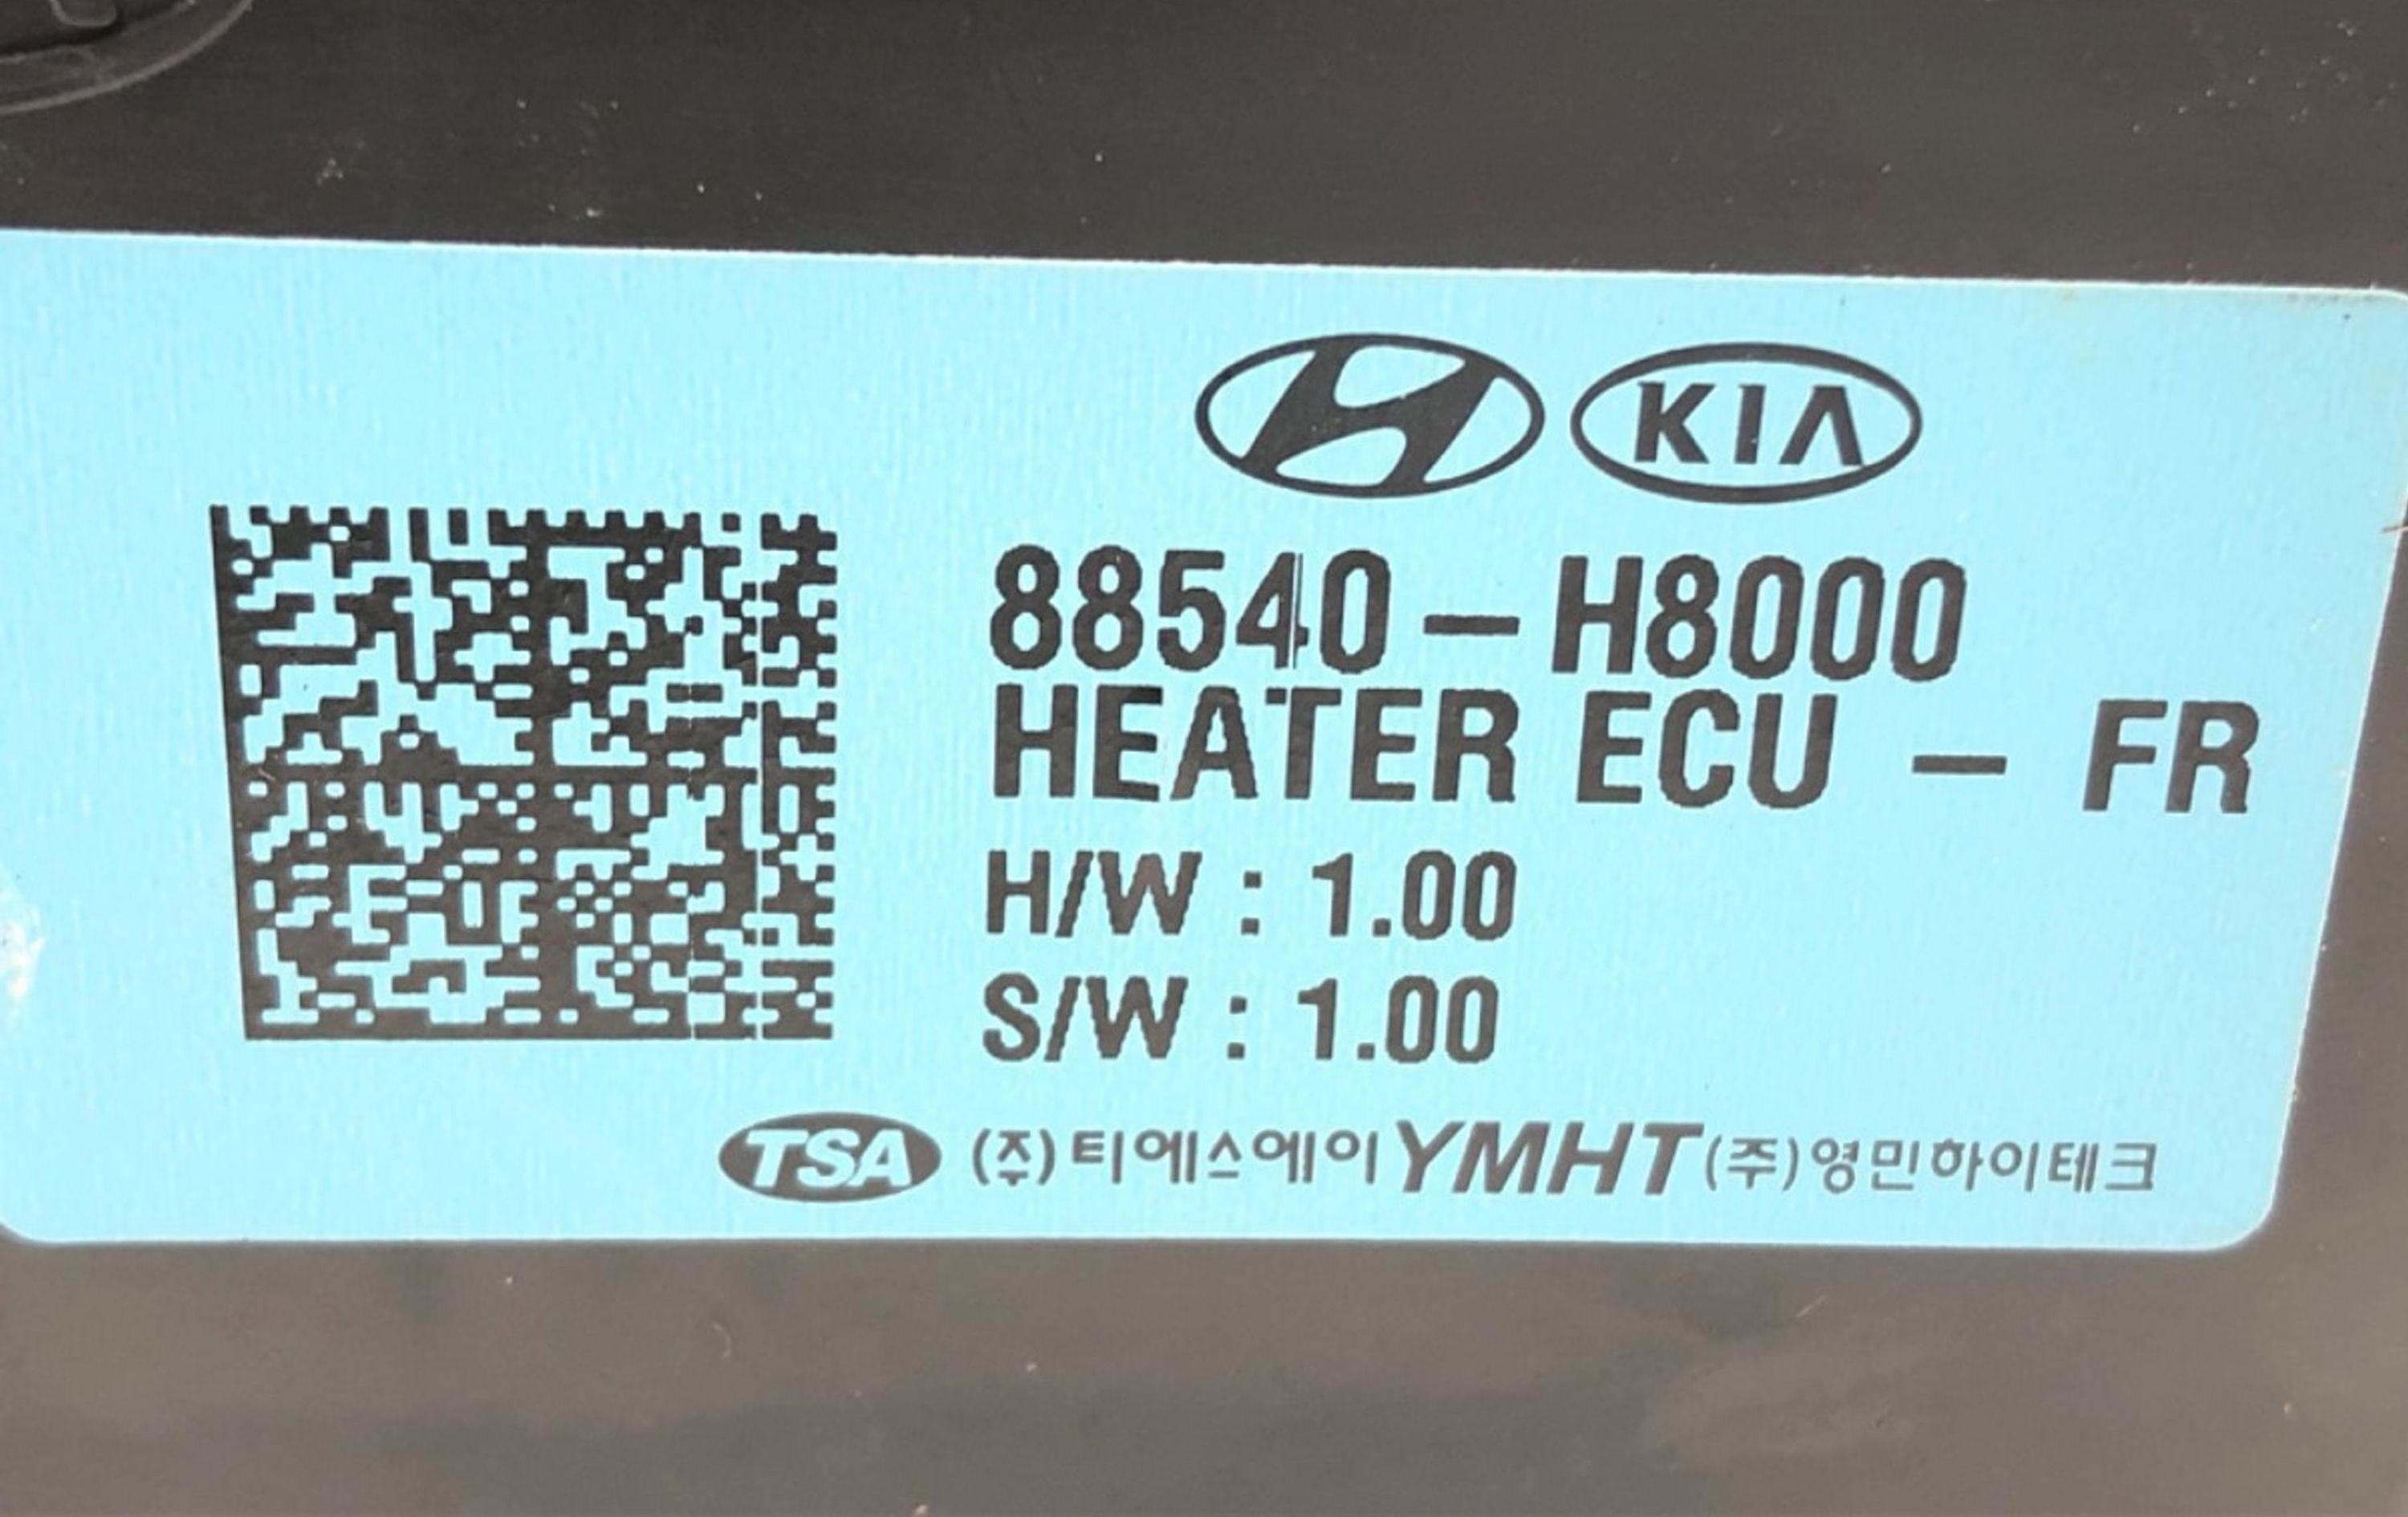 KIA
88540-H8000
HEATER ECU - FR
H/W : 1.00
S/W : 1.00
TSA (주)티에스에이 YMHT (주)영민하이테크